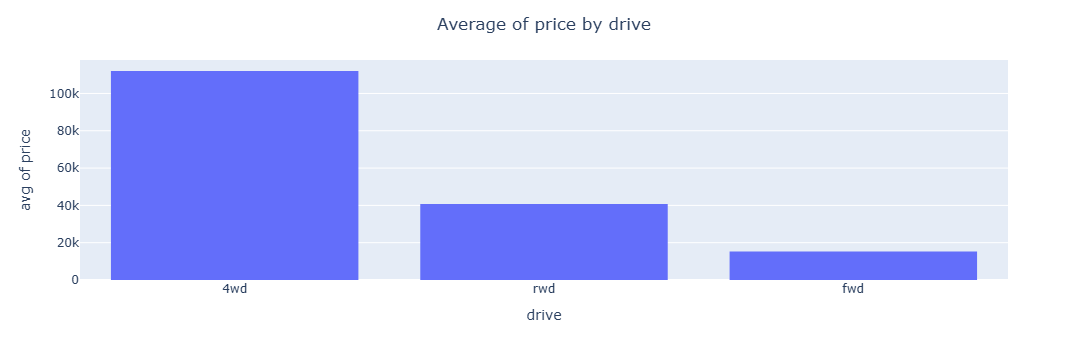 Average of price by drive
avg of price
100k
80k
60k
40k
20k
0
4wd rwd fwd
drive